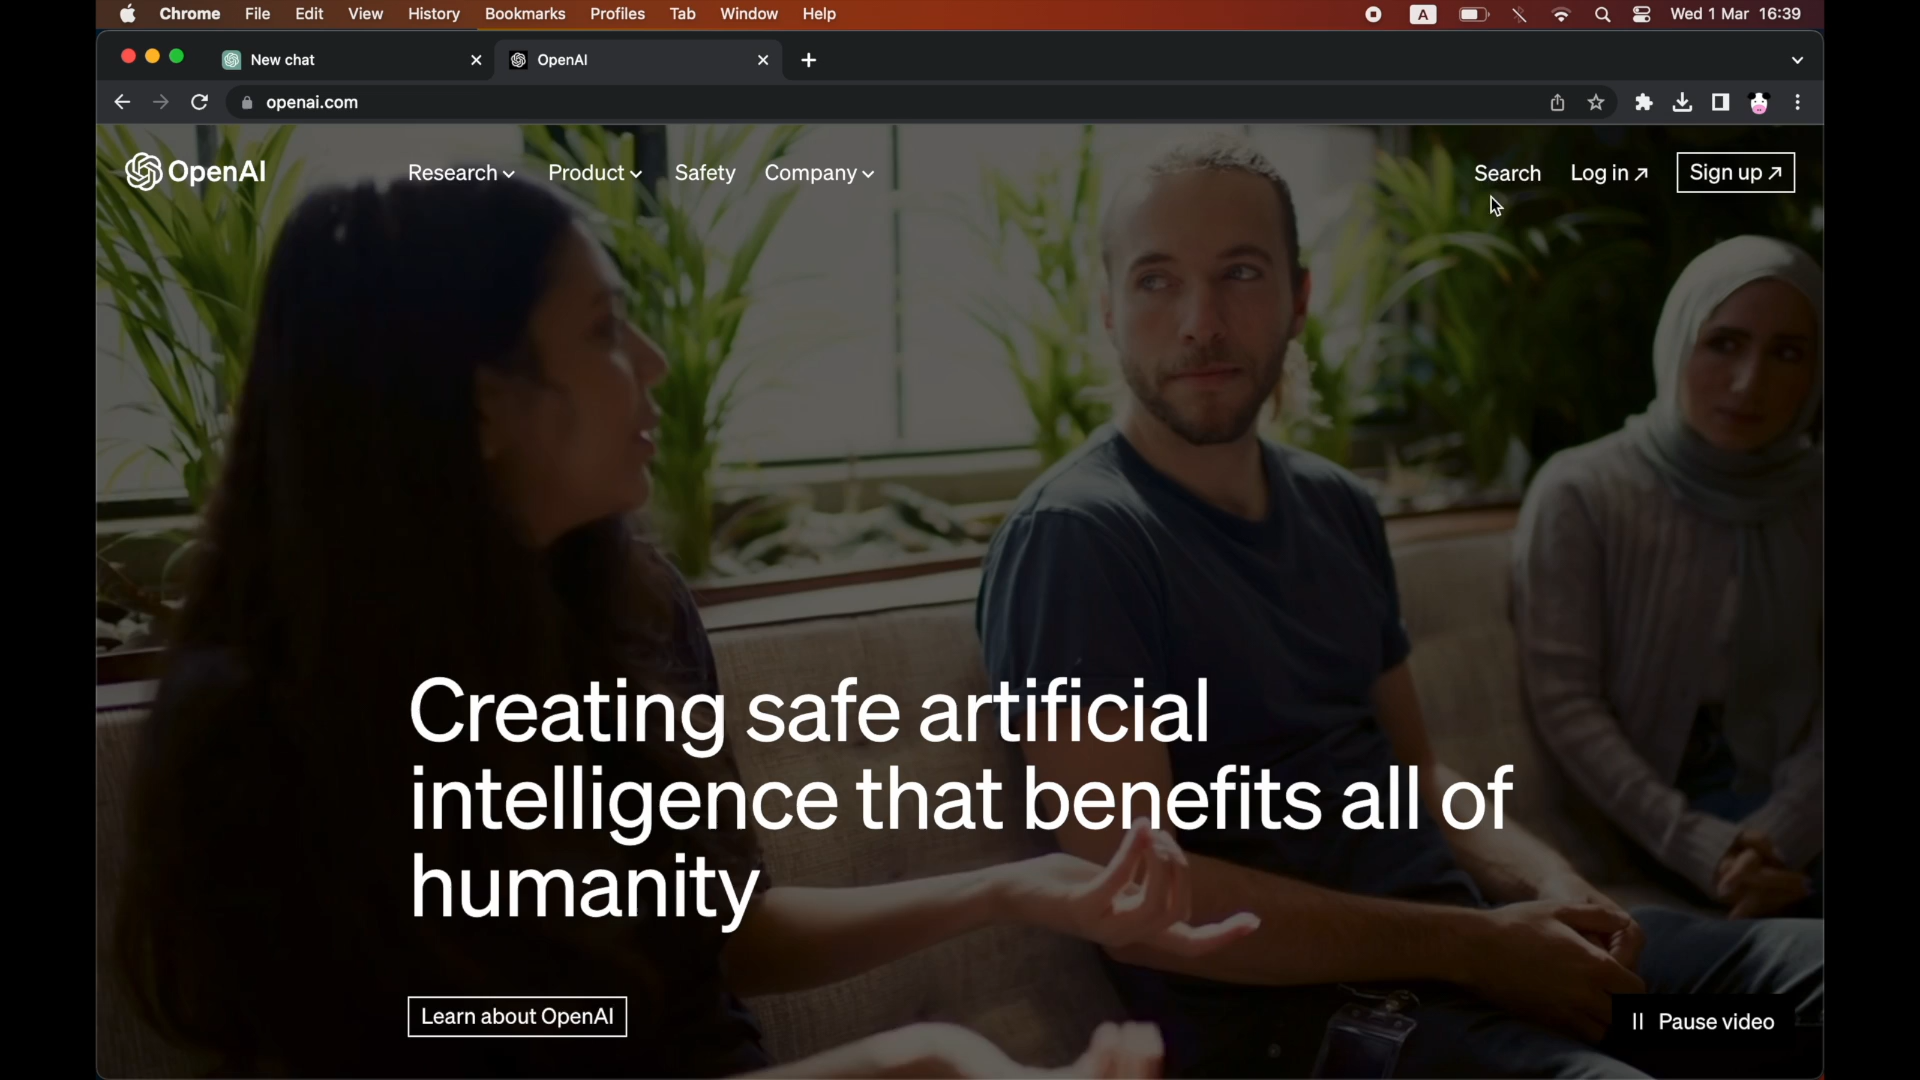 Chrome File Edit View History Bookmarks Profiles Tab Window Help A Wed 1 Mar 16:39
New chat OpenAI
openai.com
OpenAI Research Product Safety Company Search Log in Sign up
Creating safe artificial
intelligence that benefits all of
humanity
Learn about OpenAI
Pause video